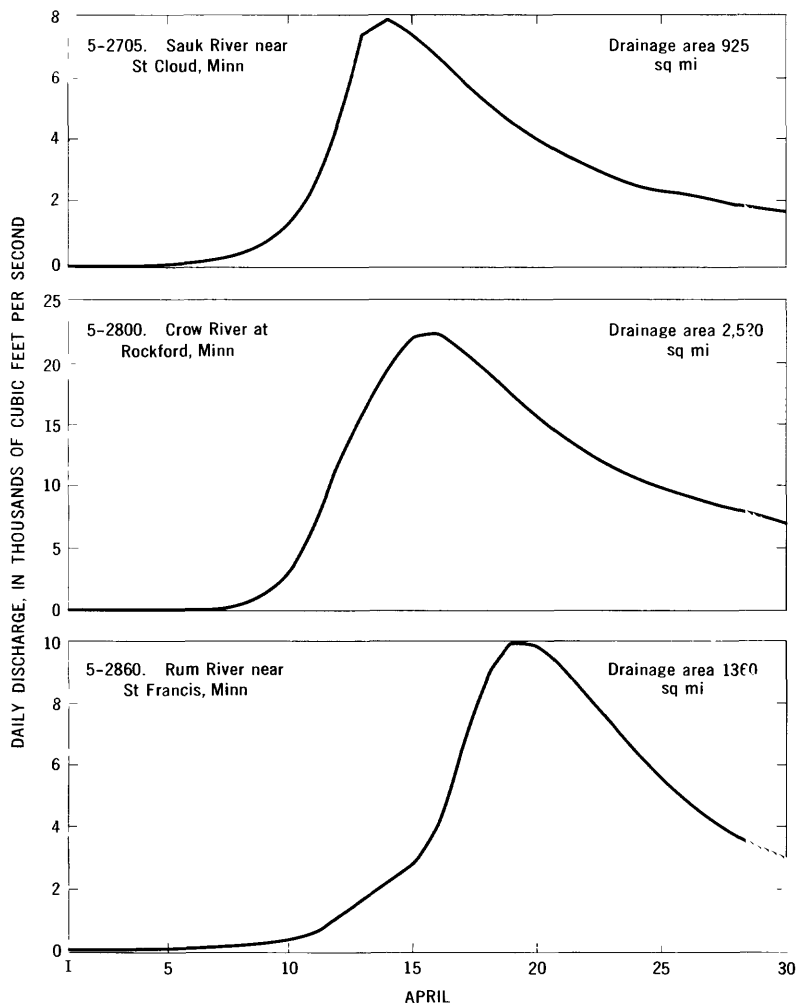 DAILY DISCHARGE, IN THOUSANDS OF CUBIC FEET PER SECOND
8
6
4
2
0
5-2705. Sauk River near
St Cloud, Minn
Drainage area 925
sq mi
25
20
15
10
5
0
5-2800. Crow River at
Rockford, Minn
Drainage area
sq mi
10
8
6
4
2
0
5-2860. Rum River near
St Francis, Minn
Drainage area
sq mi
1
5
10
15
20
25
30
APRIL